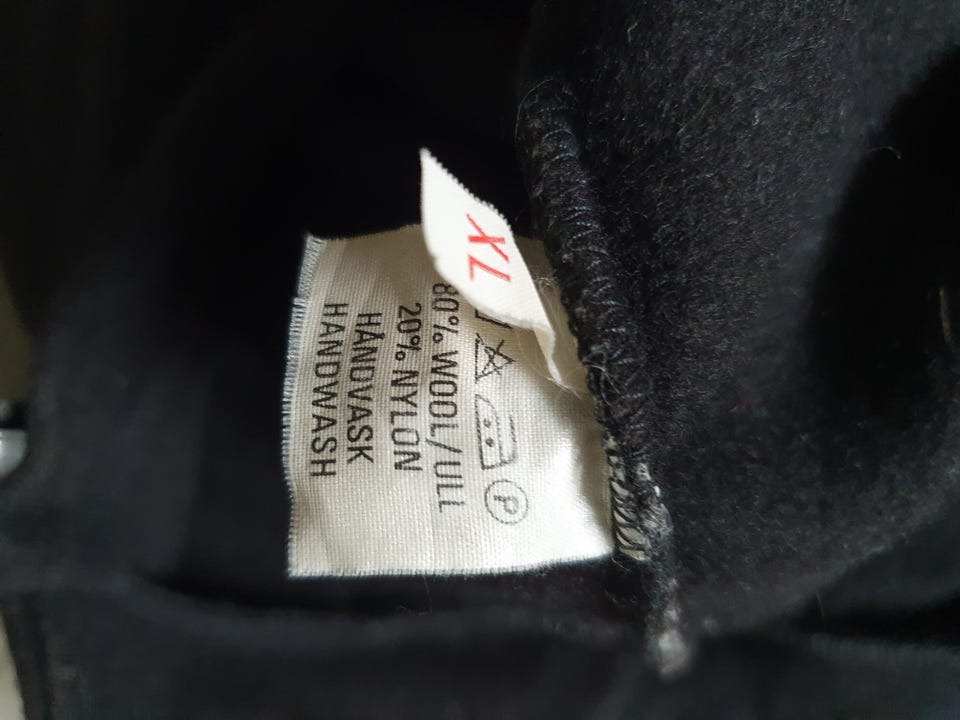 XL
80% WOOL/ULL
20% NYLON
HÅNDVASK
HANDWASH
P